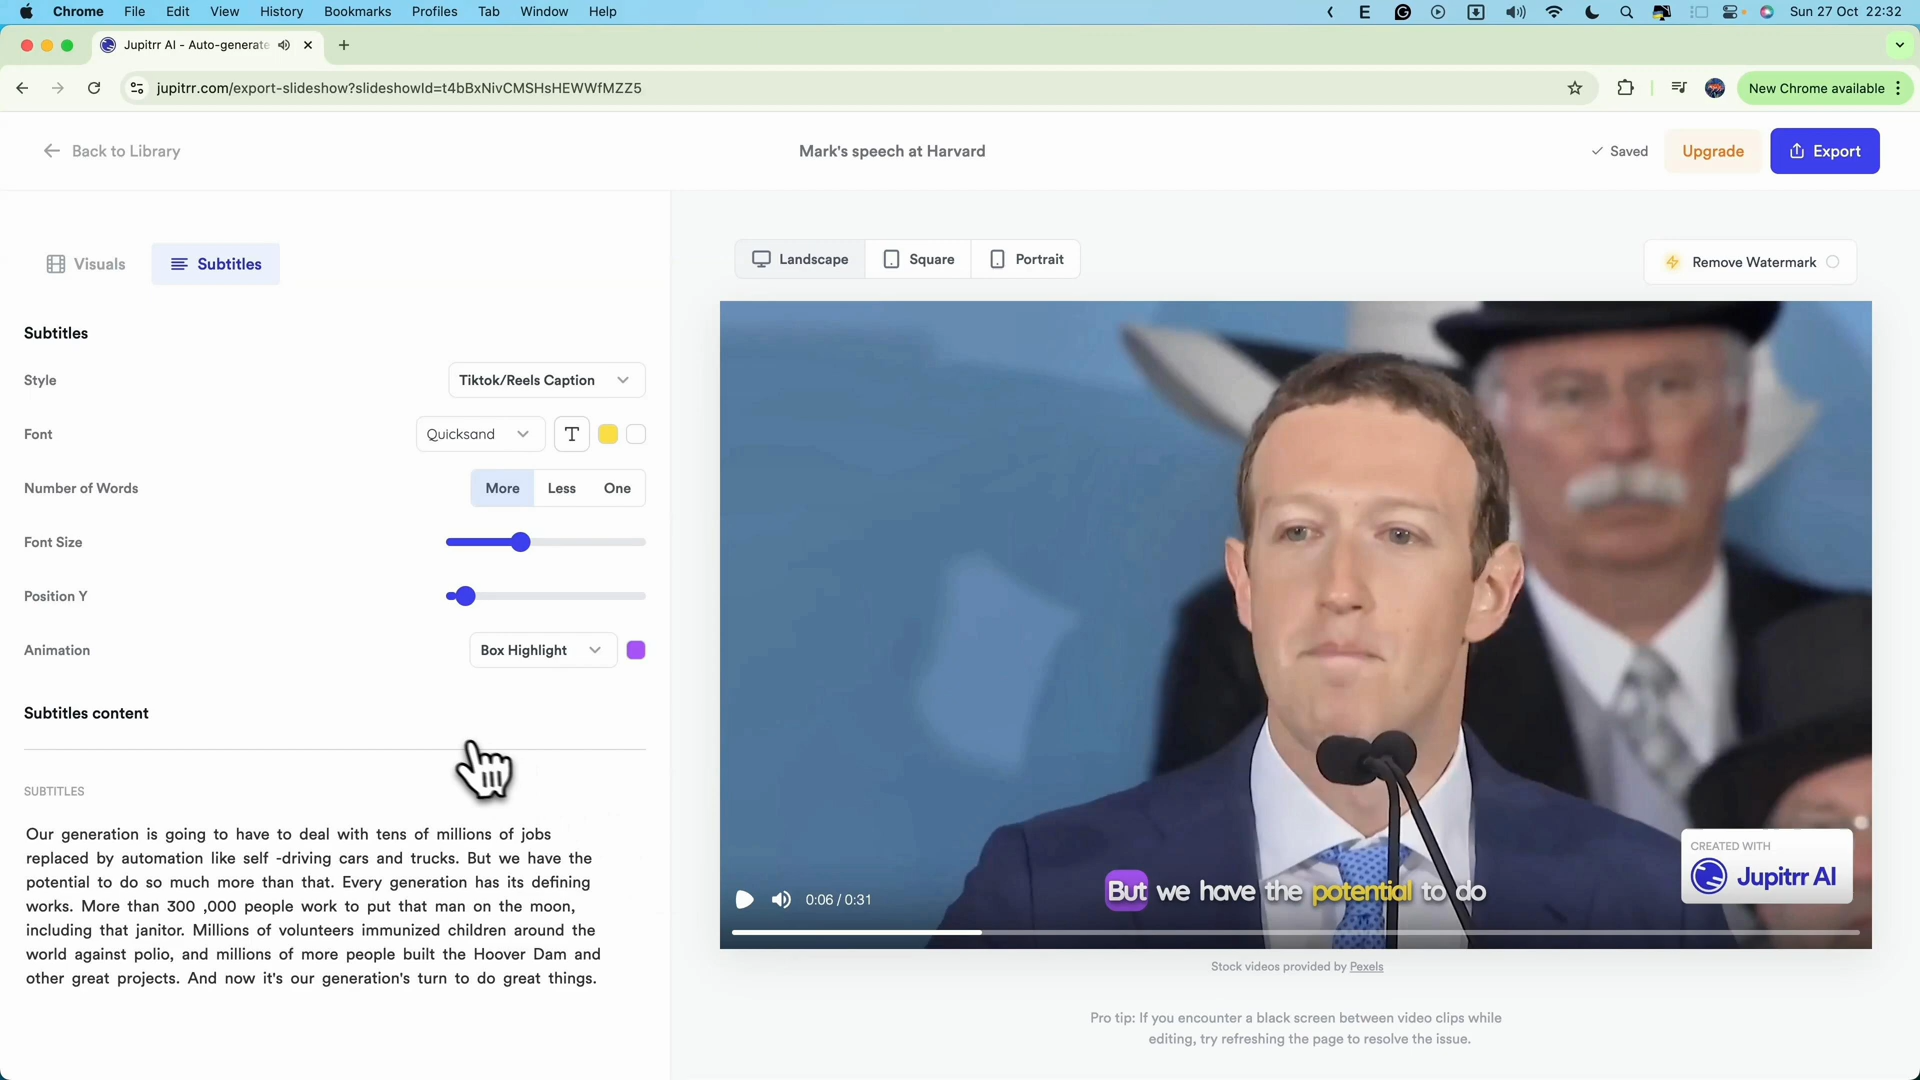 Chrome File Edit View History Bookmarks Profiles Tab Window Help
Sun 27 Oct 22:32
Jupitrr AI - Auto-generate
jupitrr.com/export-slideshow?slideshowId=t4bBxNivCMSHsHEWWfMZZ5
New Chrome available
Back to Library
Mark's speech at Harvard
Saved
Upgrade
Export
Visuals
Subtitles
Landscape
Square
Portrait
Remove Watermark
Subtitles
Style
Tiktok/Reels Caption
Font
Quicksand
T
Number of Words
More
Less
One
Font Size
Position Y
Animation
Box Highlight
Subtitles content
SUBTITLES
Our generation is going to have to deal with tens of millions of jobs
replaced by automation like self -driving cars and trucks. But we have the
potential to do so much more than that. Every generation has its defining
works. More than 300 ,000 people work to put that man on the moon,
including that janitor. Millions of volunteers immunized children around the
world against polio, and millions of more people built the Hoover Dam and
other great projects. And now it's our generation's turn to do great things.
CREATED WITH
Jupitrr AI
0:06 / 0:31
But we have the potential to do
Stock videos provided by Pexels
Pro tip: If you encounter a black screen between video clips while
editing, try refreshing the page to resolve the issue.